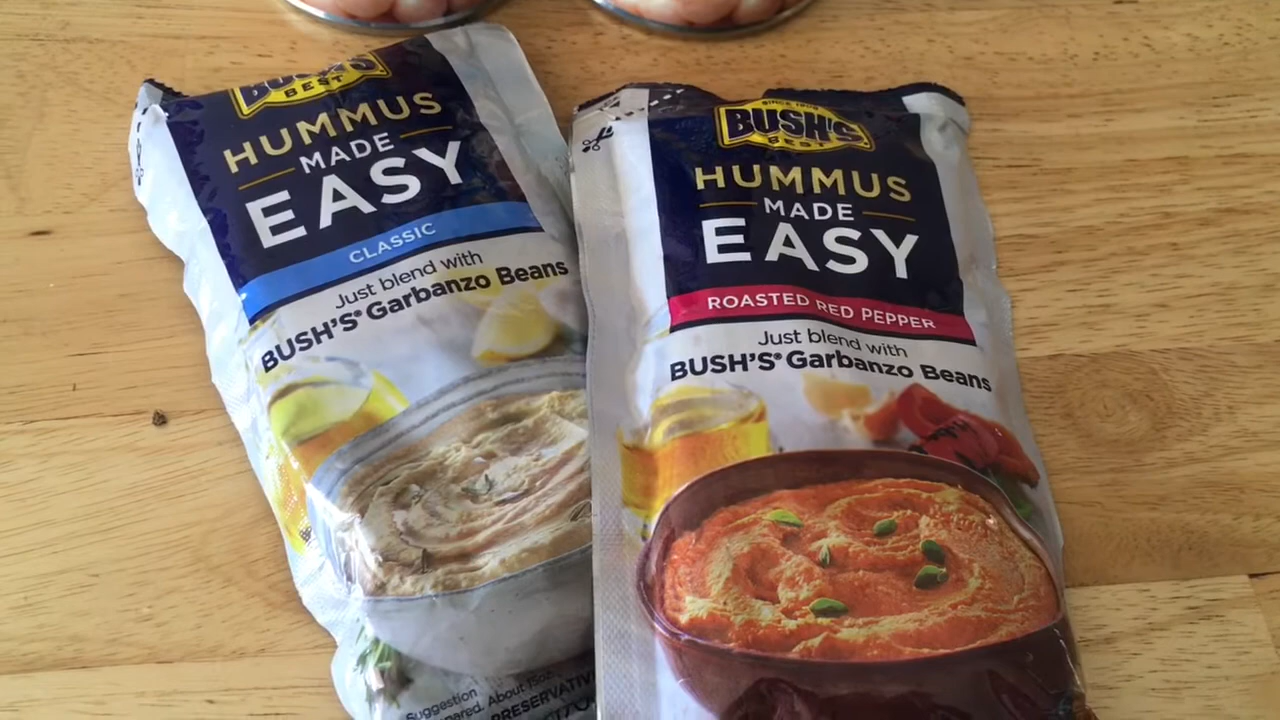 BUSH'S
BEST
HUMMUS
MADE
EASY
CLASSIC
Just blend with
BUSH'S® Garbanzo Beans
Suggestion
About 15oz.
PRESERVATIV
SINCE 1908
BUSH'S
BEST
HUMMUS
MADE
EASY
ROASTED RED PEPPER
Just blend with
BUSH'S® Garbanzo Beans